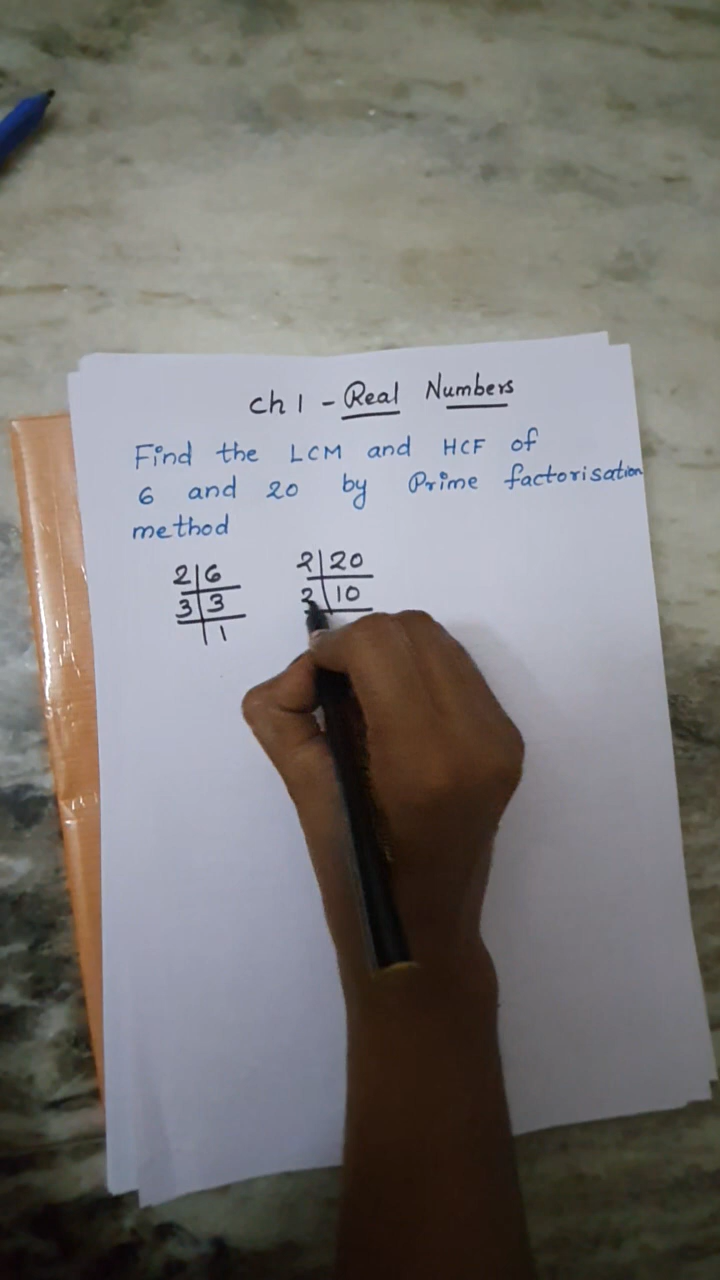 Ch 1 - Real Numbers
Find the LCM and HCF of
6 and 20 by Prime factorisation
method
2 | 6
3 | 3
1
2 | 20
2 | 10